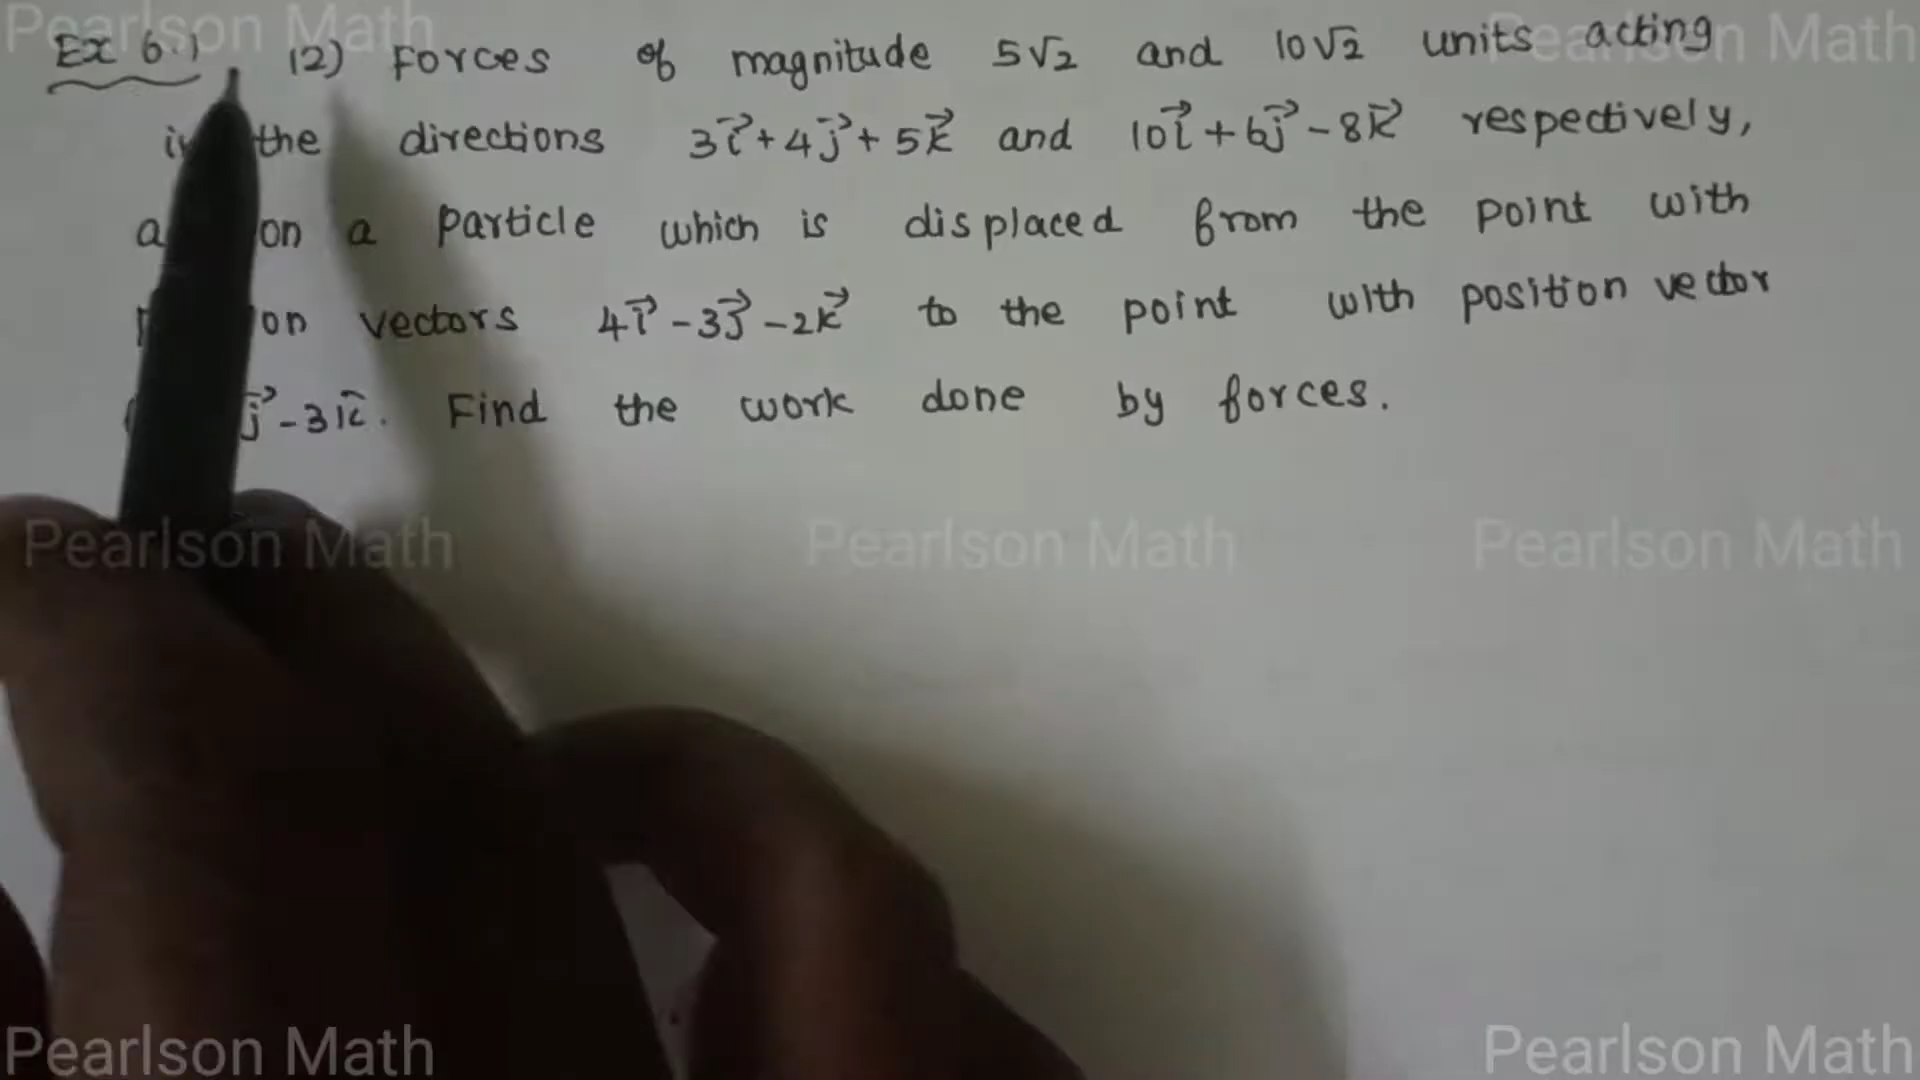 Pearlson Math Pearlson Math
Ex 6.1 12) Forces of magnitude 5√2 and 10√2 units acting
the directions 3i⃗ + 4j⃗ + 5k⃗ and 10i⃗ + 6j⃗ - 8k⃗ respectively,
on a particle which is displaced from the point with
vectors 4i⃗ - 3j⃗ - 2k⃗ to the point with position vector
j⃗ - 3k⃗. Find the work done by forces.
Pearlson Math Pearlson Math Pearlson Math
Pearlson Math Pearlson Math